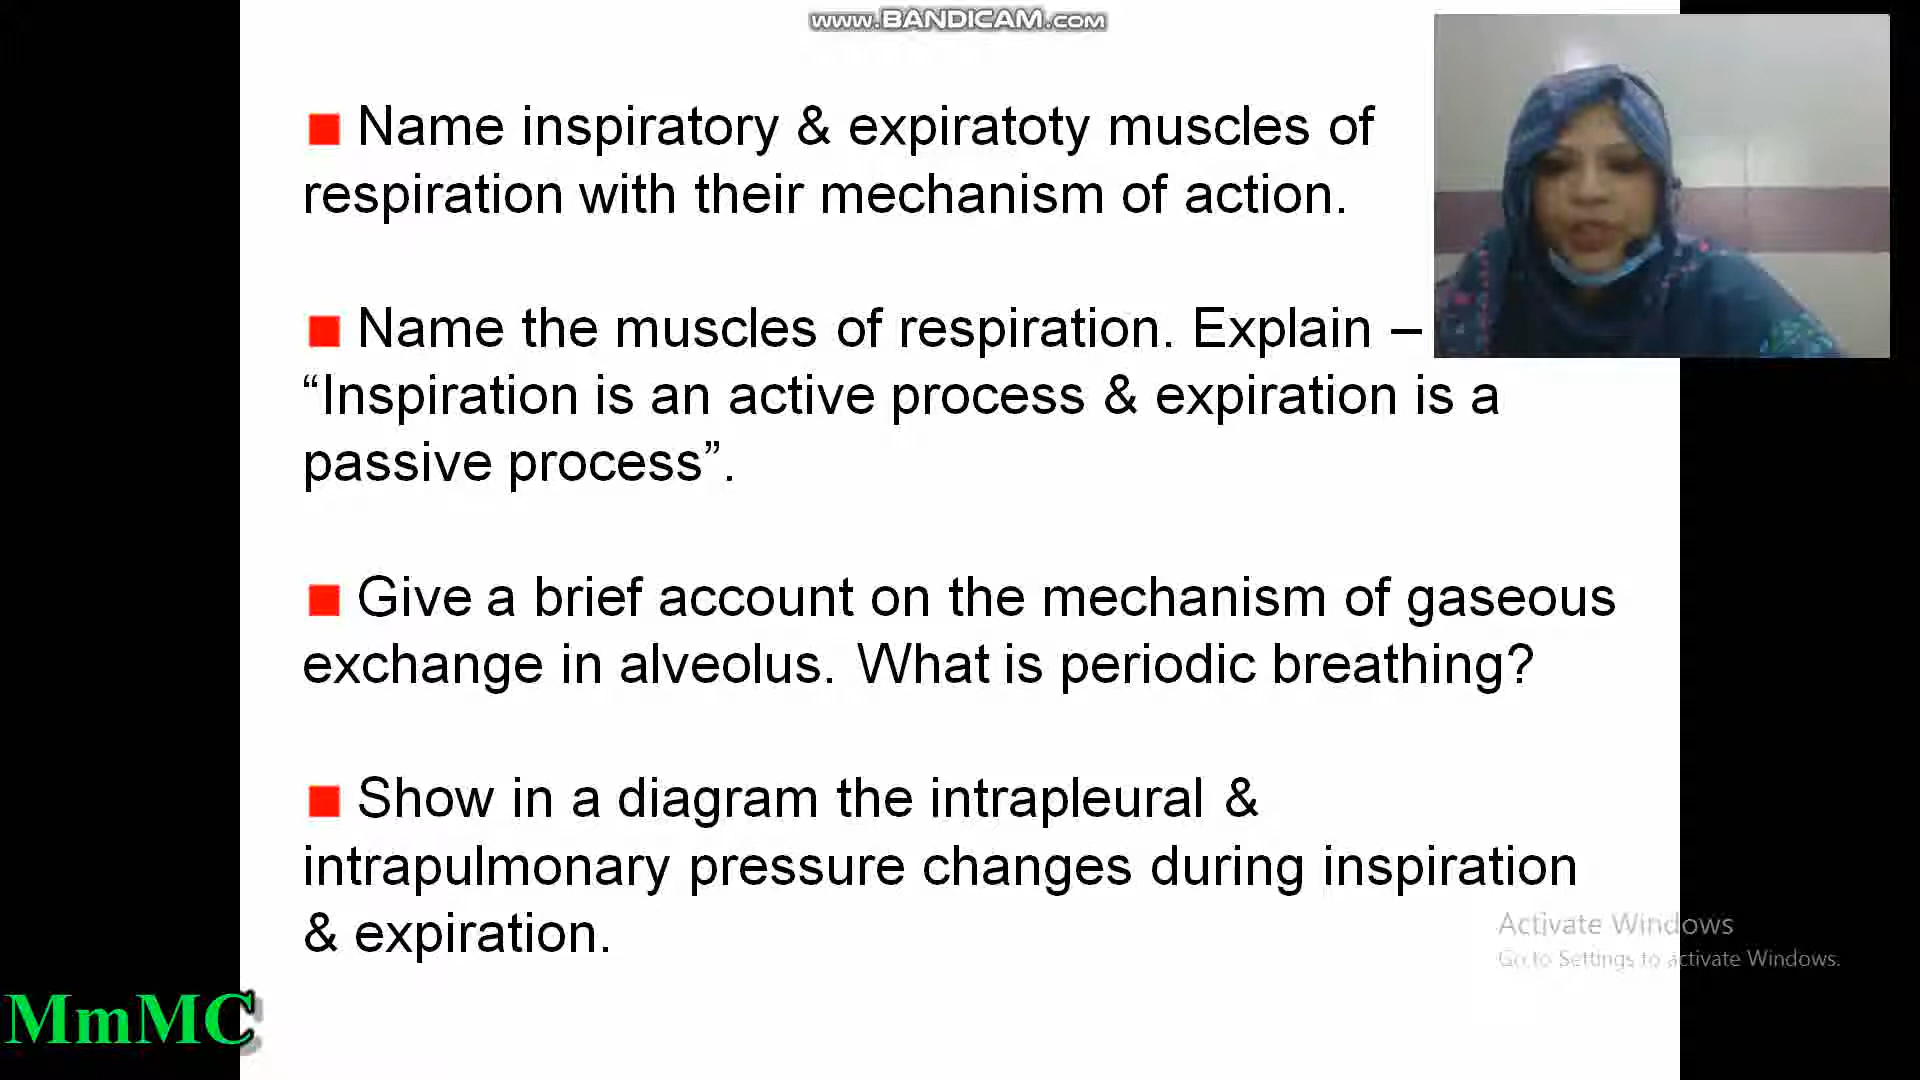 www.BANDICAM.com
Name inspiratory & expiratoty muscles of
respiration with their mechanism of action.
Name the muscles of respiration. Explain –
“Inspiration is an active process & expiration is a
passive process”.
Give a brief account on the mechanism of gaseous
exchange in alveolus. What is periodic breathing?
Show in a diagram the intrapleural &
intrapulmonary pressure changes during inspiration
& expiration.
Activate Windows
Go to Settings to activate Windows.
MmMC